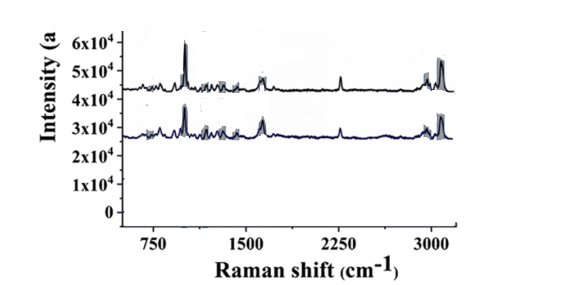 Intensity (a
6x10⁴
5x10⁴
4x10⁴
3x10⁴
2x10⁴
1x10⁴
0
750 1500 2250 3000
Raman shift (cm⁻¹)